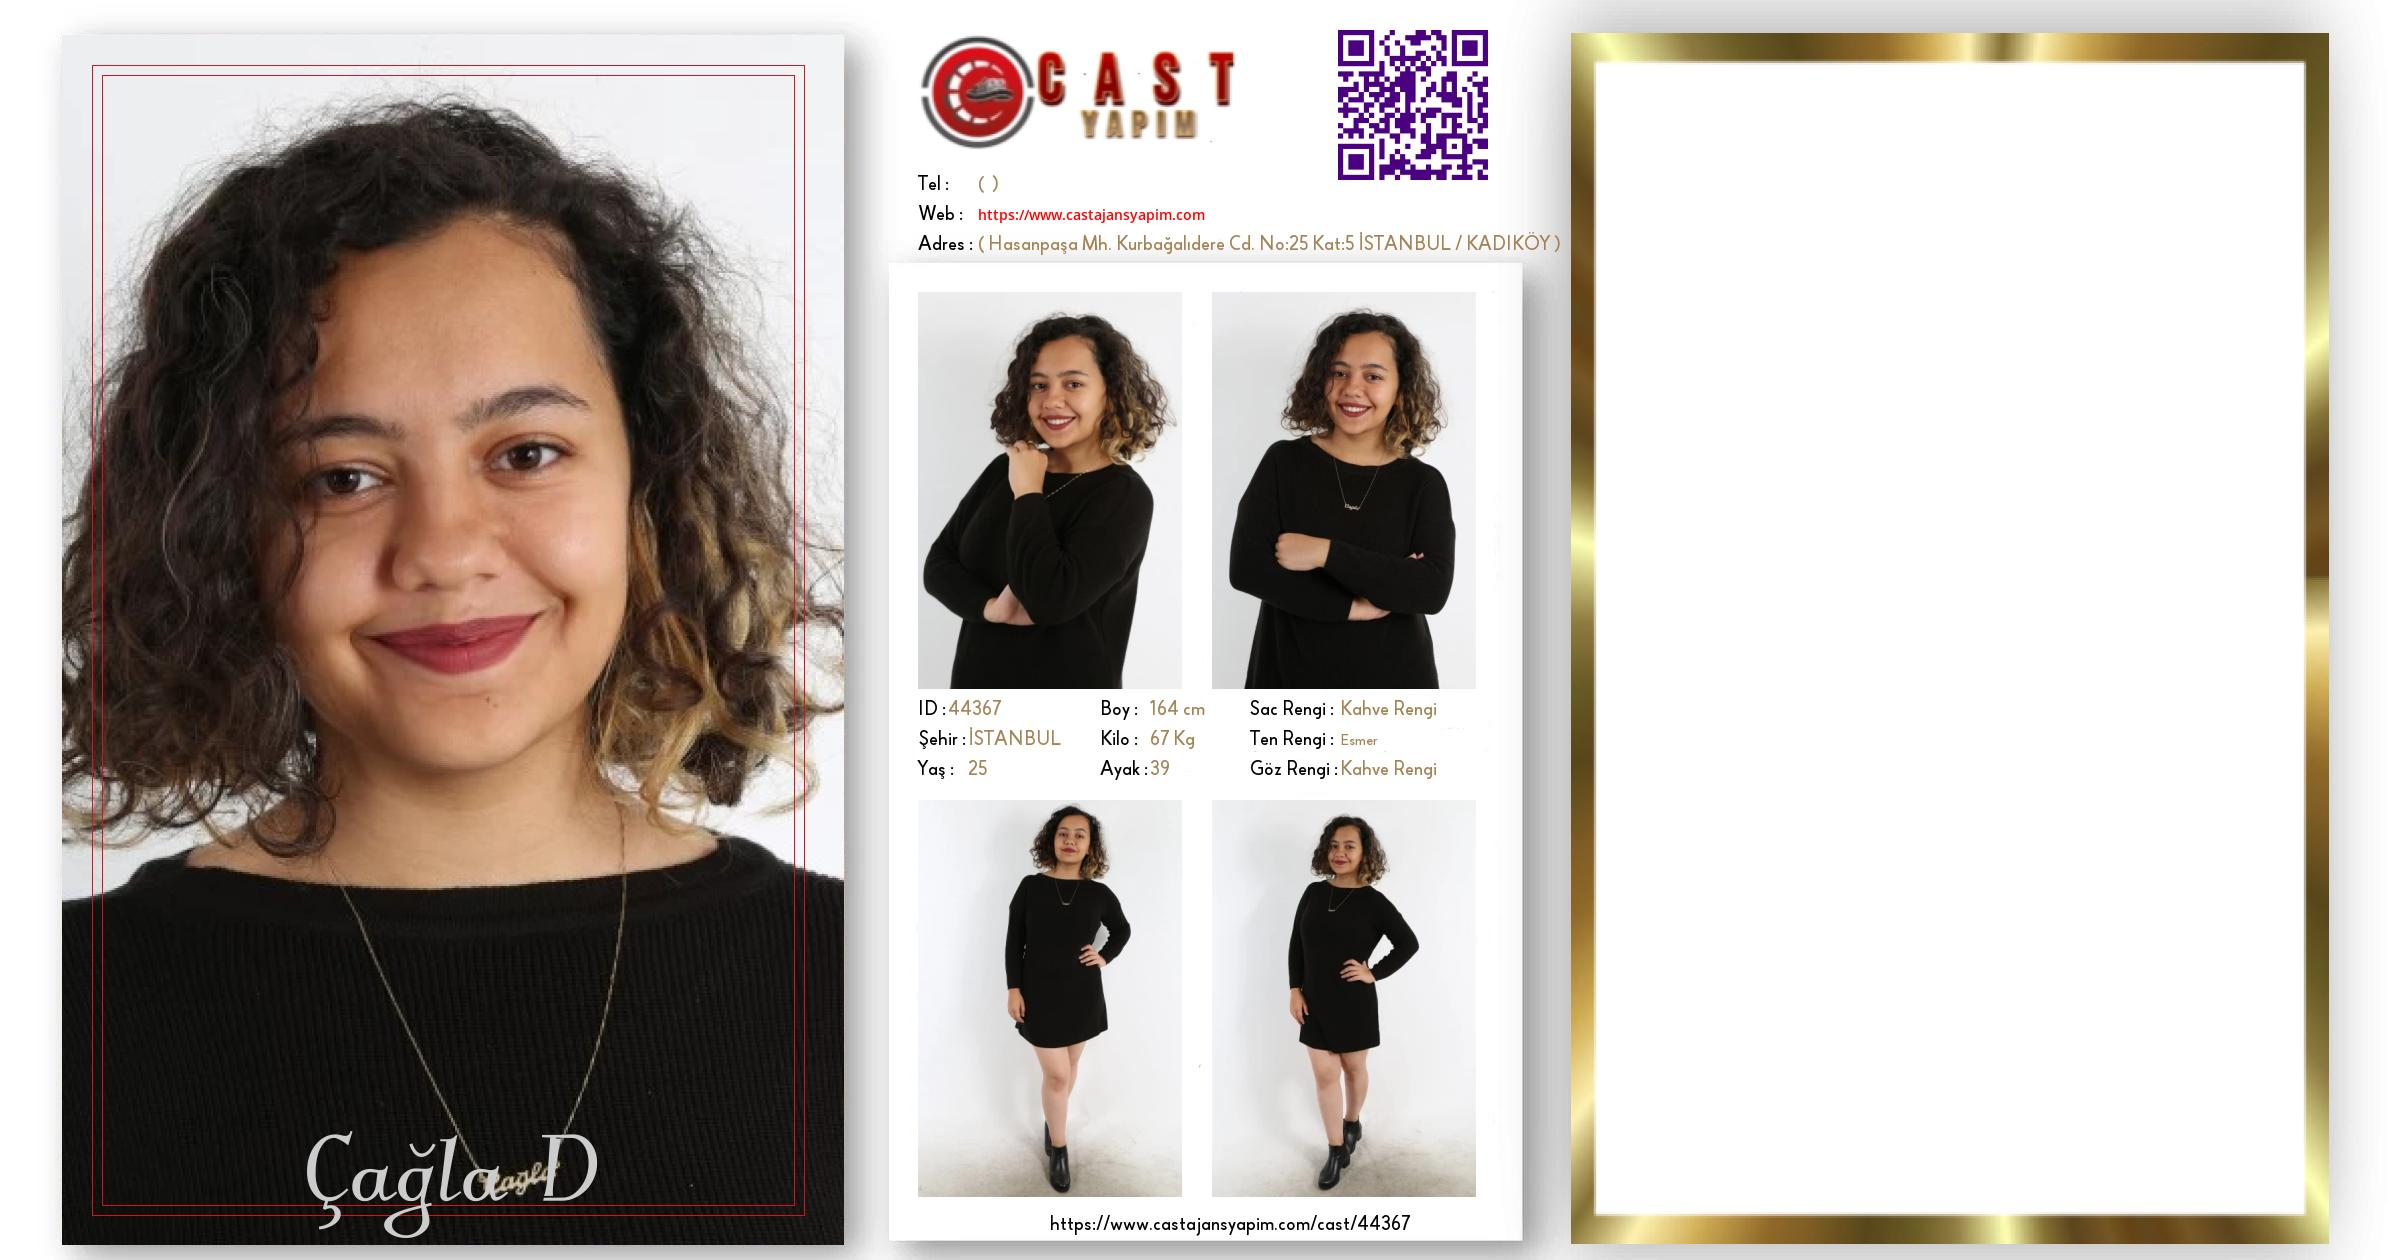 Çağla D
Çağla
CAST
YAPIM
Tel : ( )
Web : https://www.castajansyapim.com
Adres : ( Hasanpaşa Mh. Kurbağalıdere Cd. No:25 Kat:5 İSTANBUL / KADIKÖY )
ID : 44367 Boy : 164 cm Sac Rengi : Kahve Rengi
Şehir : İSTANBUL Kilo : 67 Kg Ten Rengi : Esmer
Yaş : 25 Ayak : 39 Göz Rengi : Kahve Rengi
https://www.castajansyapim.com/cast/44367